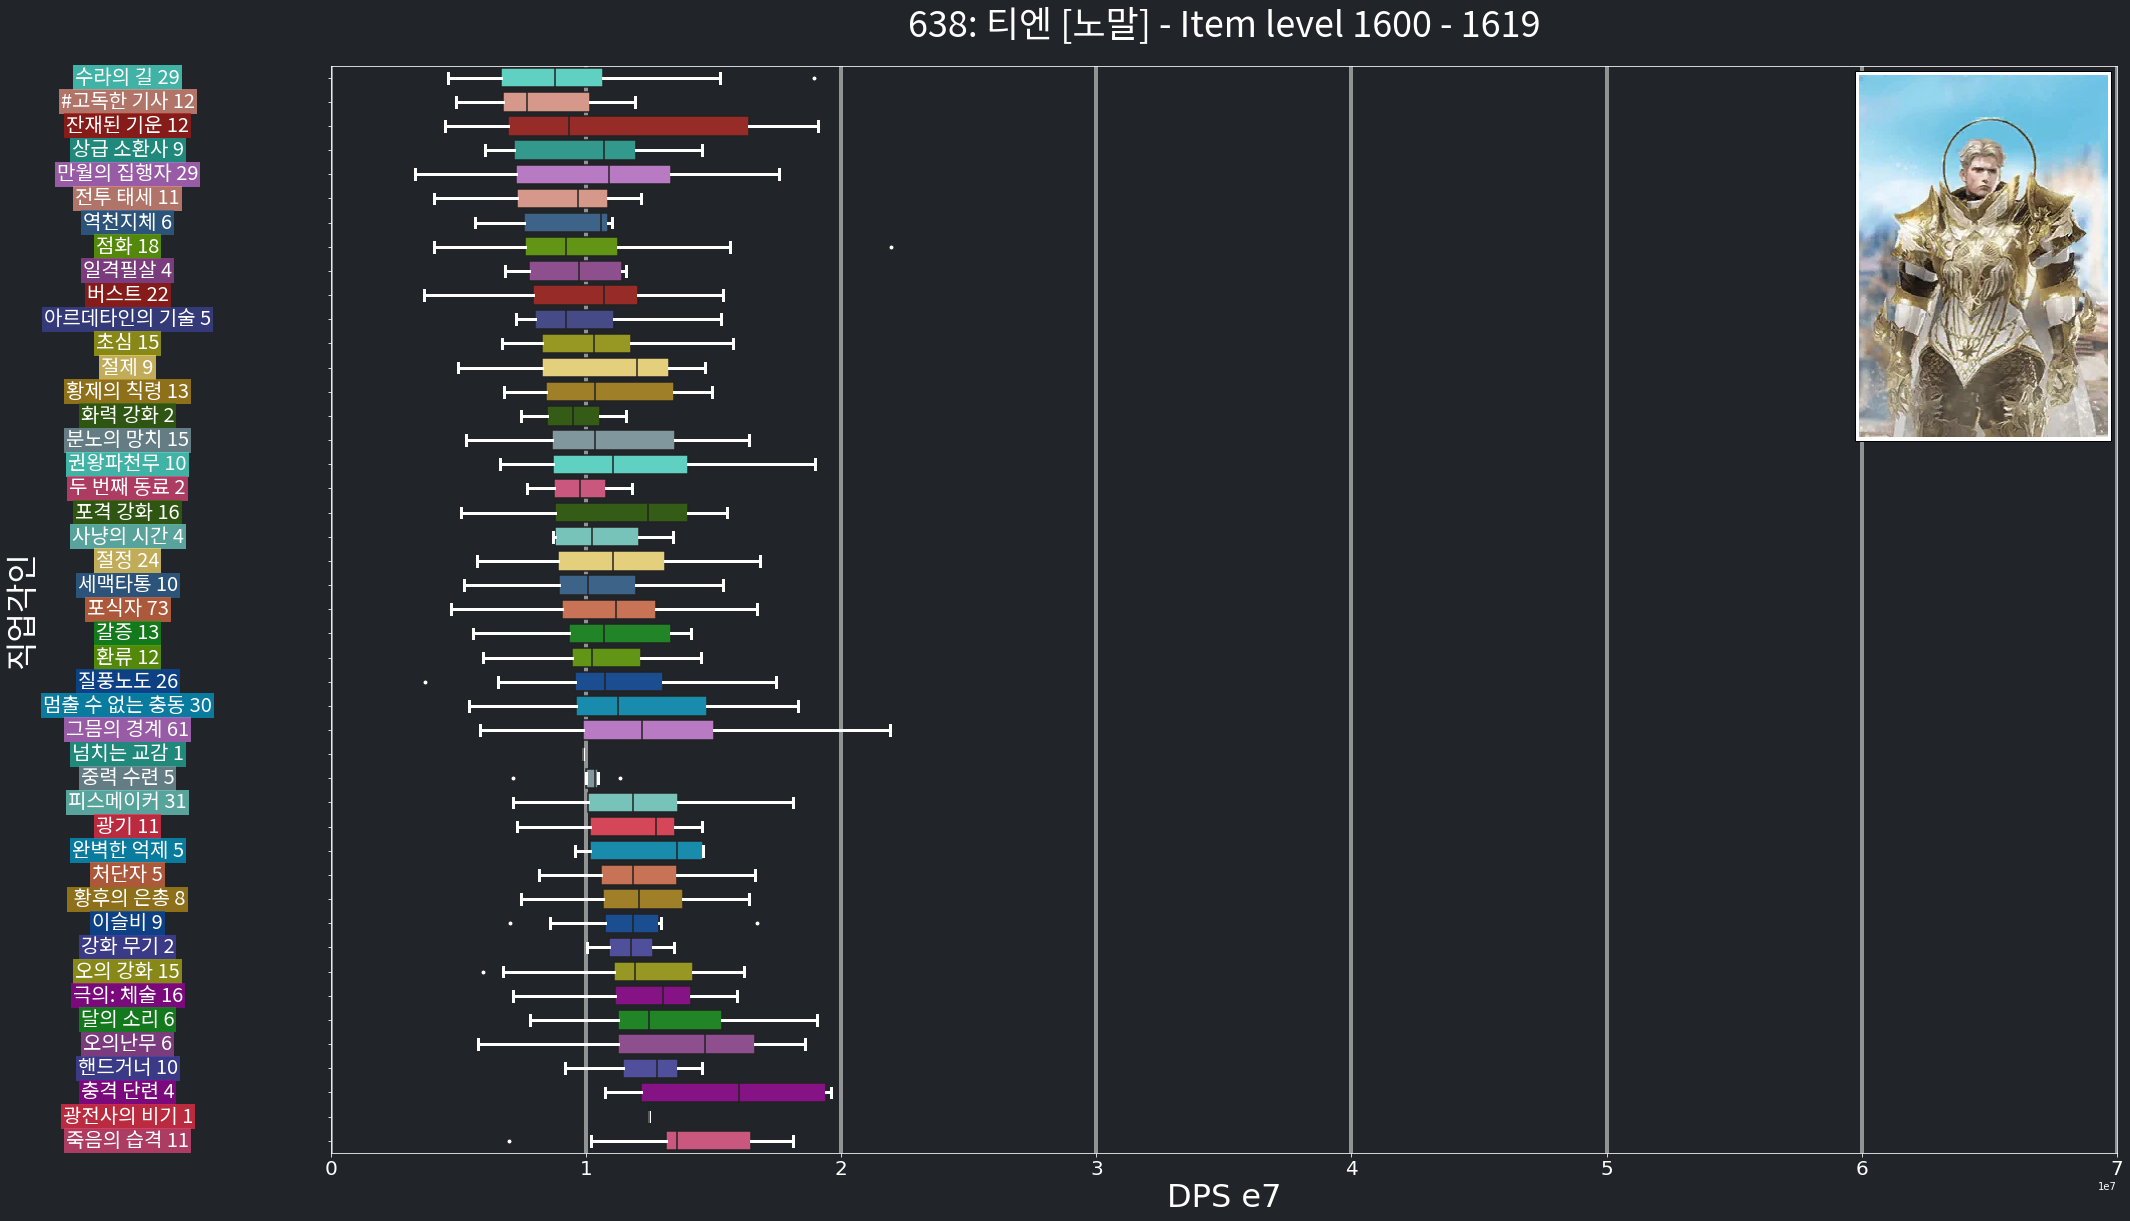 638: 티엔 [노말] - Item level 1600 - 1619
직업각인
수라의 길 29
#고독한 기사 12
잔재된 기운 12
상급 소환사 9
만월의 집행자 29
전투 태세 11
역천지체 6
점화 18
일격필살 4
버스트 22
아르데타인의 기술 5
초심 15
절제 9
황제의 칙령 13
화력 강화 2
분노의 망치 15
권왕파천무 10
두 번째 동료 2
포격 강화 16
사냥의 시간 4
절정 24
세맥타통 10
포식자 73
갈증 13
환류 12
질풍노도 26
멈출 수 없는 충동 30
그믐의 경계 61
넘치는 교감 1
중력 수련 5
피스메이커 31
광기 11
완벽한 억제 5
처단자 5
황후의 은총 8
이슬비 9
강화 무기 2
오의 강화 15
극의: 체술 16
달의 소리 6
오의난무 6
핸드거너 10
충격 단련 4
광전사의 비기 1
죽음의 습격 11
0 1 2 3 4 5 6 7
1e7
DPS e7